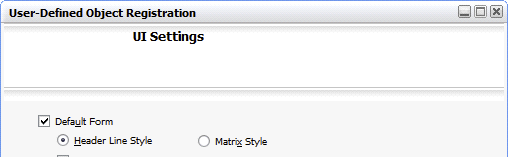 User-Defined Object Registration
UI Settings
Default Form
Header Line Style
Matrix Style